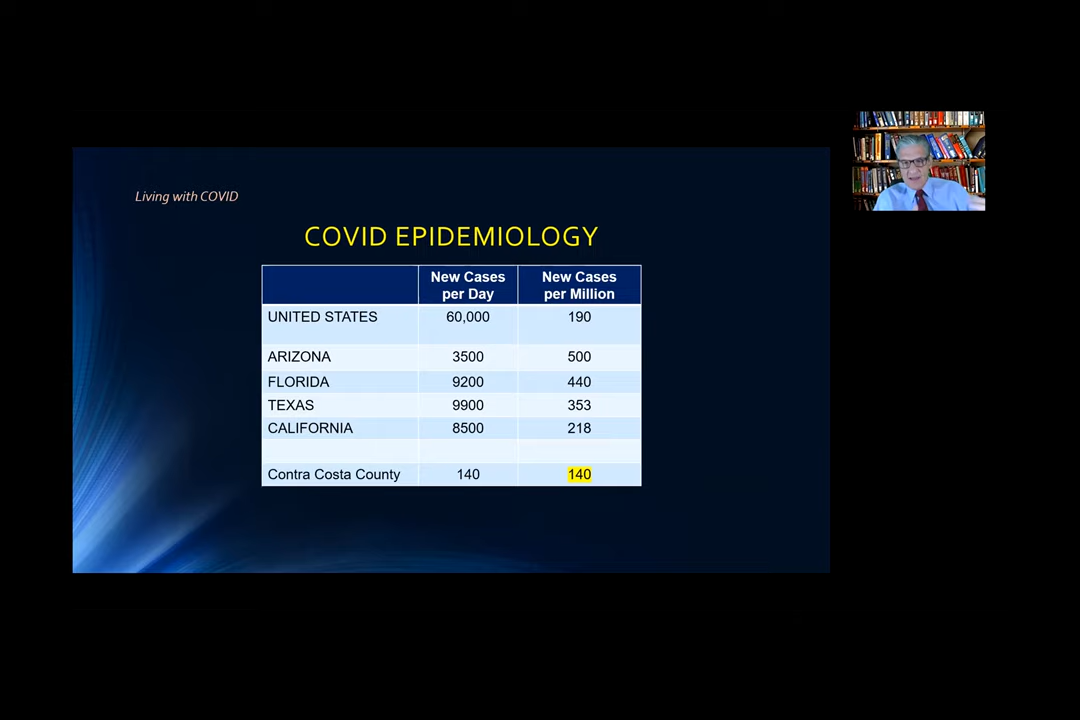 Living with COVID
COVID EPIDEMIOLOGY
New Cases per Day New Cases per Million
UNITED STATES 60,000 190
ARIZONA 3500 500
FLORIDA 9200 440
TEXAS 9900 353
CALIFORNIA 8500 218
Contra Costa County 140 140